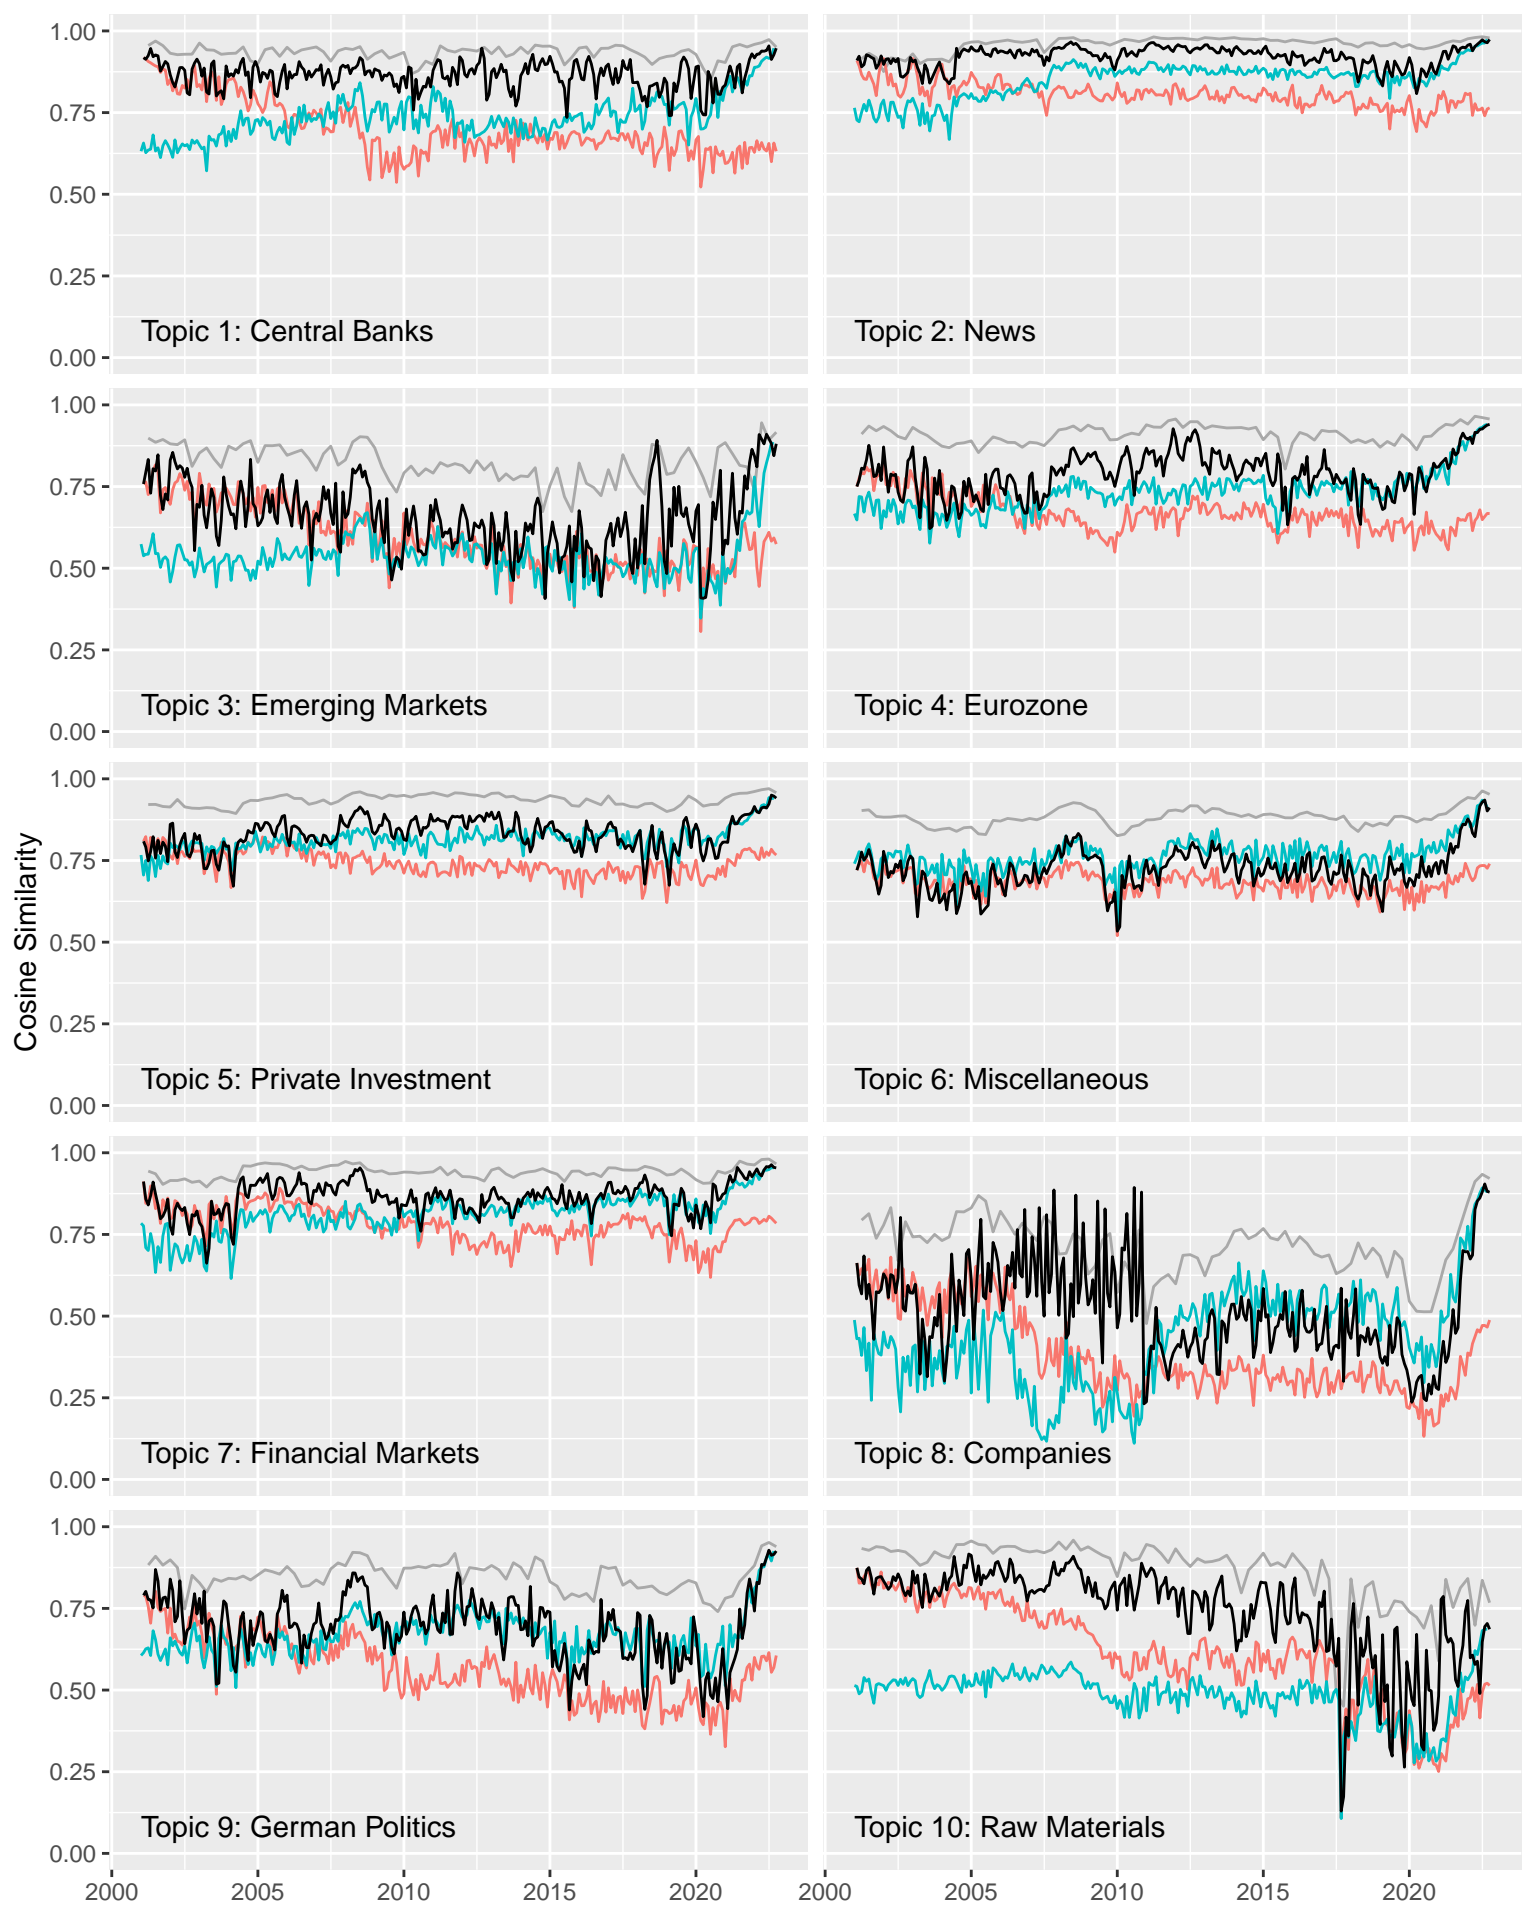 1.00
0.75
0.50
0.25
0.00
Topic 1: Central Banks
Topic 2: News
1.00
0.75
0.50
0.25
0.00
Topic 3: Emerging Markets
Topic 4: Eurozone
Cosine Similarity
1.00
0.75
0.50
0.25
0.00
Topic 5: Private Investment
Topic 6: Miscellaneous
1.00
0.75
0.50
0.25
0.00
Topic 7: Financial Markets
Topic 8: Companies
1.00
0.75
0.50
0.25
0.00
Topic 9: German Politics
Topic 10: Raw Materials
2000 2005 2010 2015 2020 2000 2005 2010 2015 2020